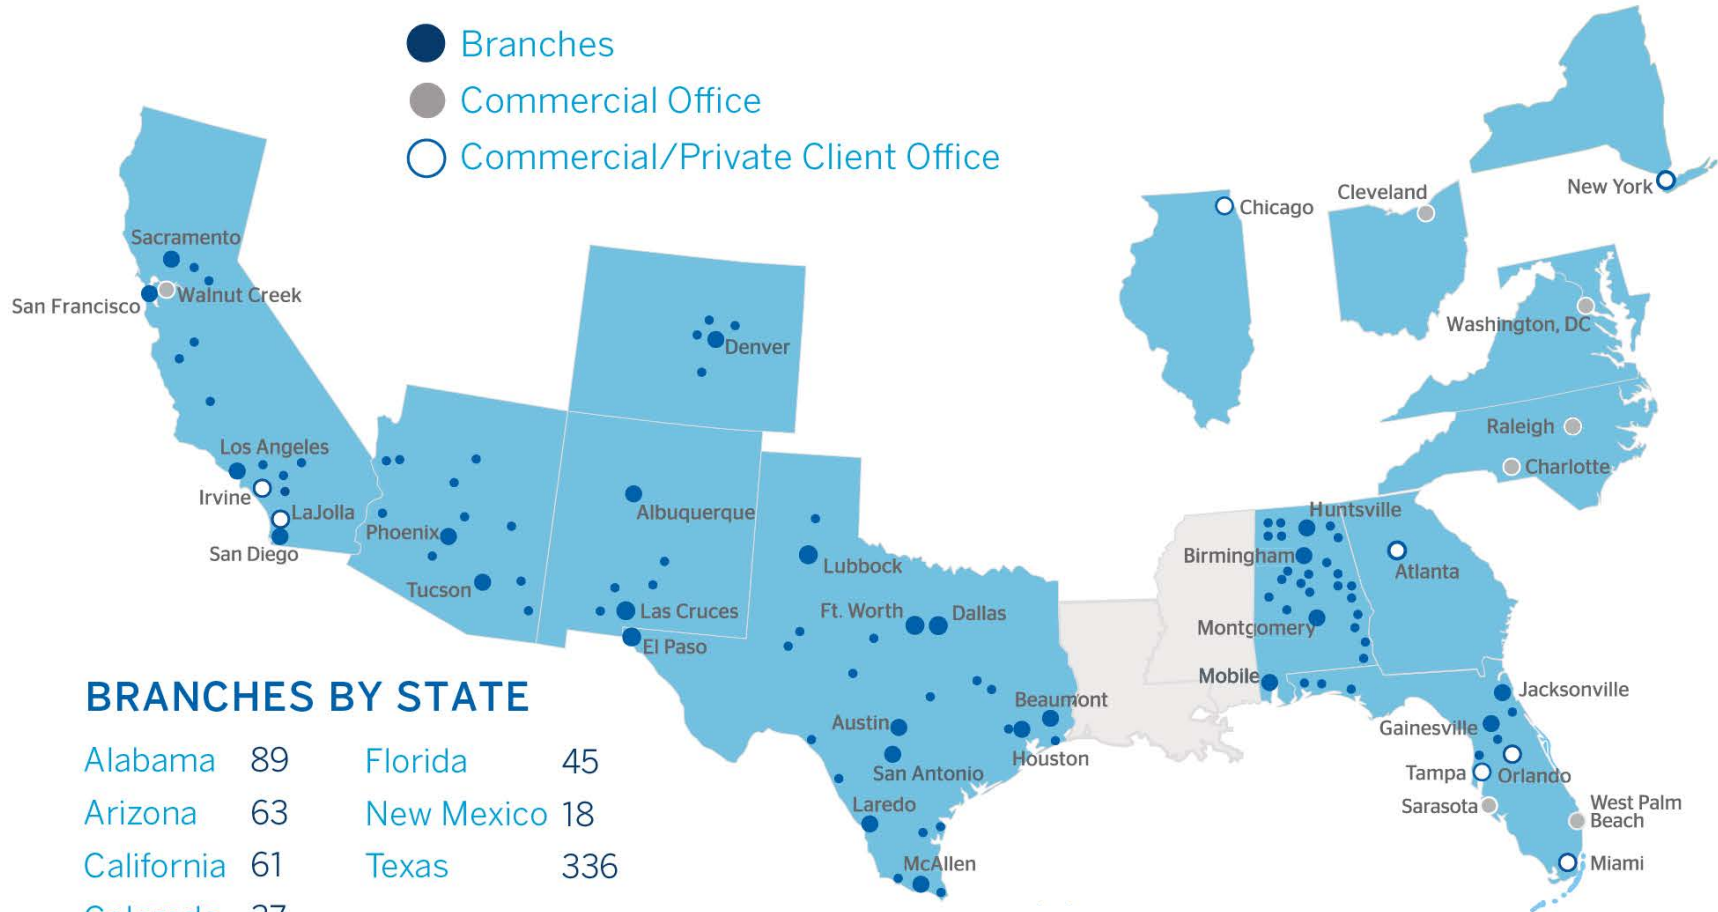 Branches
Commercial Office
Commercial/Private Client Office
New York
Cleveland
Chicago
Sacramento
Walnut Creek
San Francisco
Washington, DC
Denver
Raleigh
Los Angeles
Charlotte
Irvine
LaJolla
Albuquerque
Huntsville
Phoenix
San Diego
Birmingham
Lubbock
Atlanta
Tucson
Las Cruces
Ft. Worth
Dallas
Montgomery
El Paso
Mobile
Jacksonville
Beaumont
Austin
Gainesville
Houston
San Antonio
Tampa
Orlando
Laredo
Sarasota
West Palm
Beach
McAllen
Miami
BRANCHES BY STATE
Alabama 89
Florida 45
Arizona 63
New Mexico 18
California 61
Texas 336